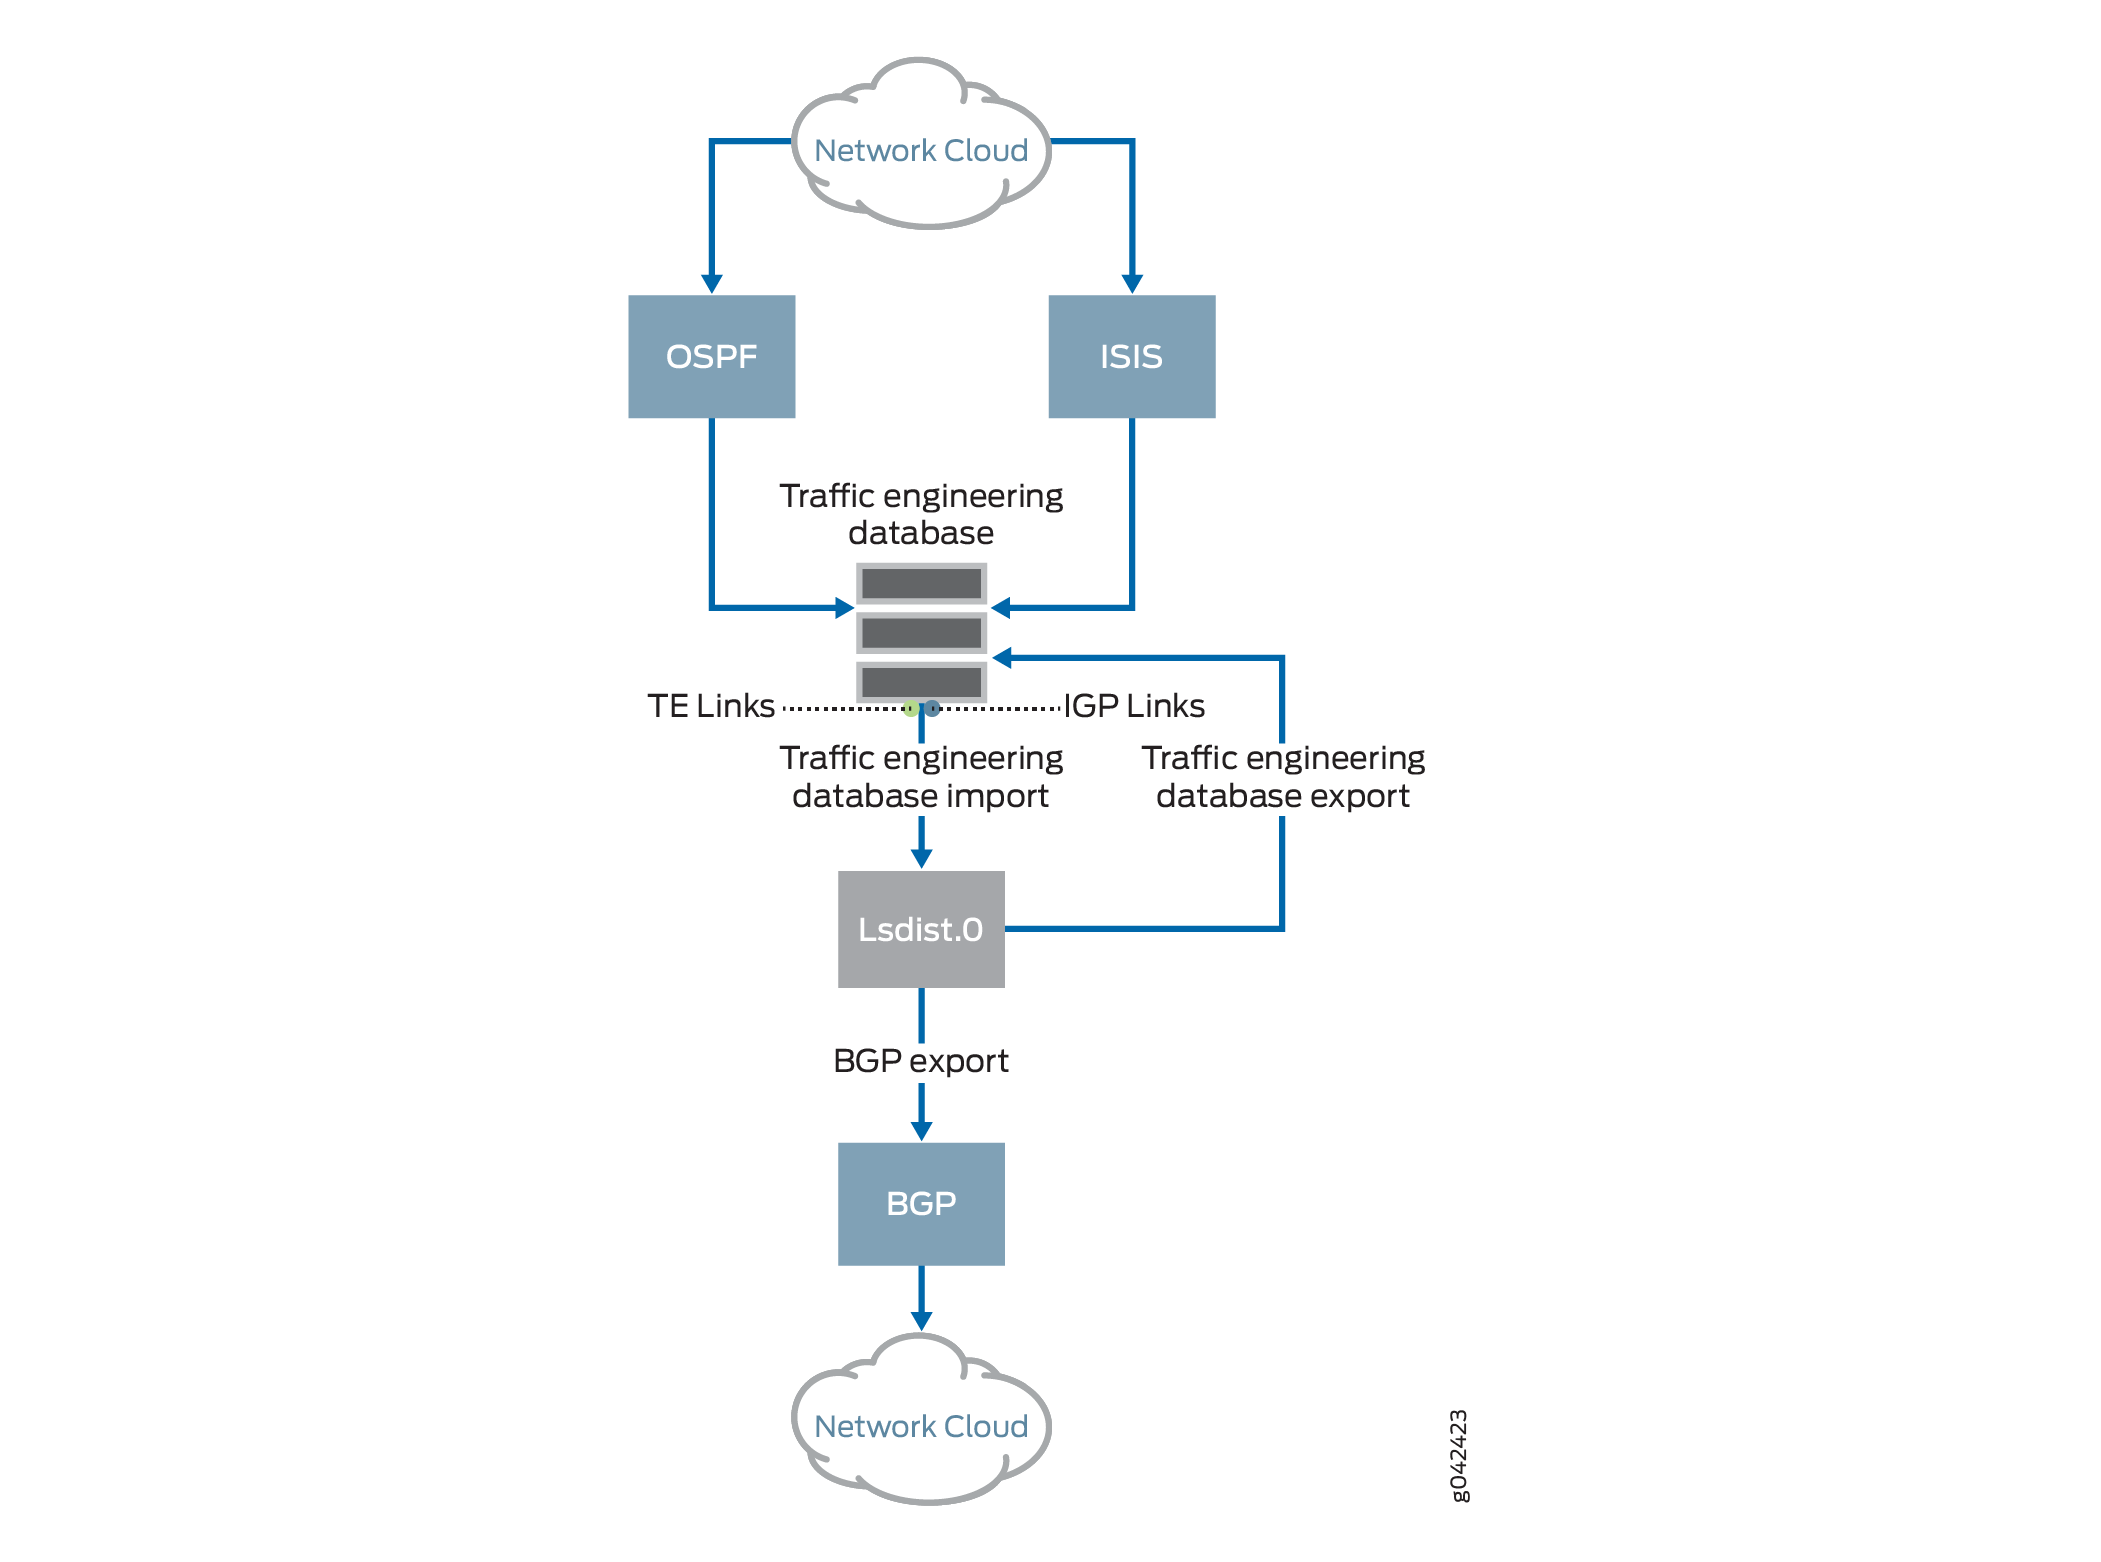 Network Cloud
OSPF
ISIS
Traffic engineering
database
TE Links
IGP Links
Traffic engineering
database import
Traffic engineering
database export
Lsdist.0
BGP export
BGP
Network Cloud
g042423